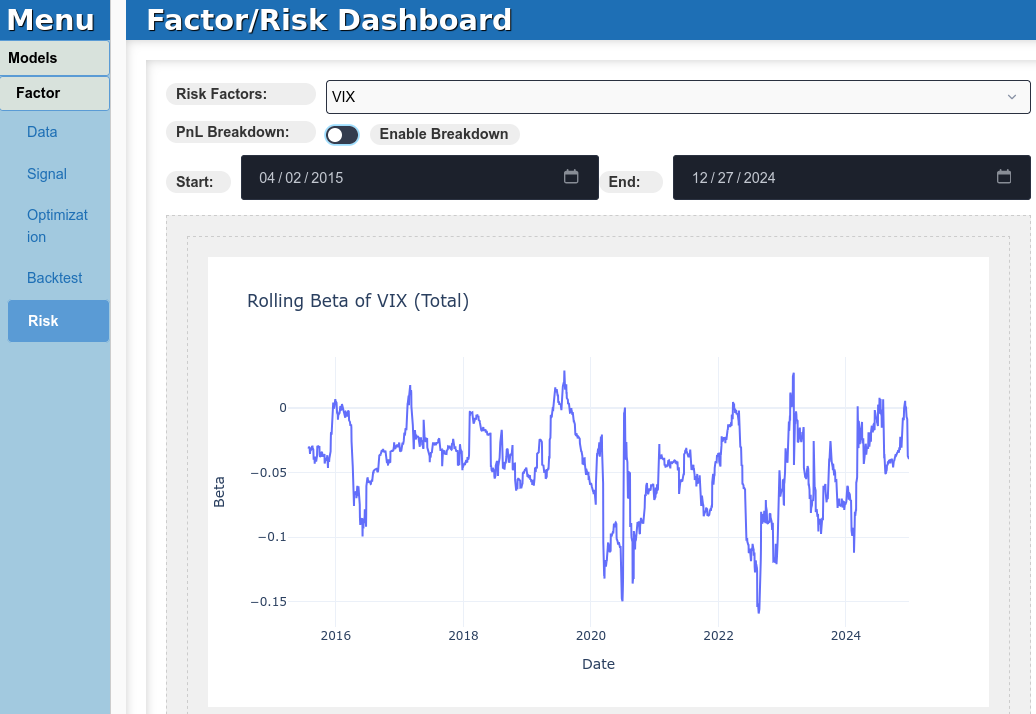 Menu
Factor/Risk Dashboard
Models
Factor
Data
Signal
Optimizat
ion
Backtest
Risk
Risk Factors:
VIX
PnL Breakdown:
Enable Breakdown
Start:
04/02/2015
End:
12/27/2024
Rolling Beta of VIX (Total)
0
−0.05
−0.1
−0.15
Beta
2016
2018
2020
2022
2024
Date